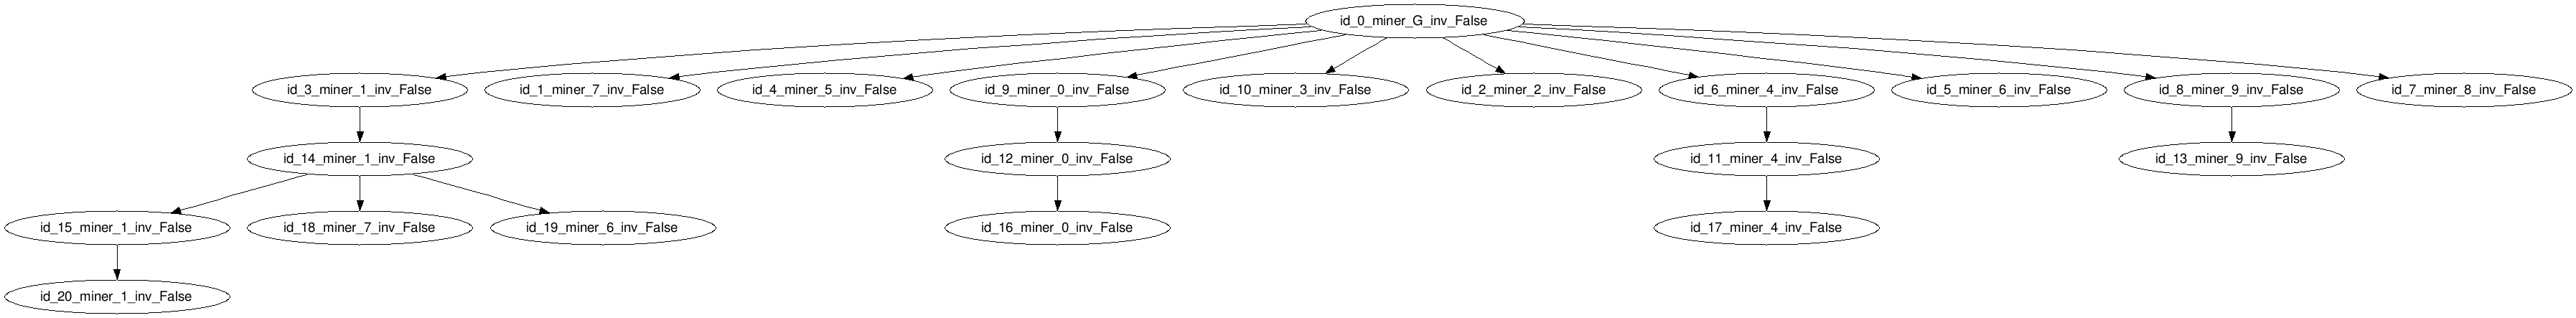 id_0_miner_G_inv_False
id_3_miner_1_inv_False
id_1_miner_7_inv_False
id_4_miner_5_inv_False
id_9_miner_0_inv_False
id_10_miner_3_inv_False
id_2_miner_2_inv_False
id_6_miner_4_inv_False
id_5_miner_6_inv_False
id_8_miner_9_inv_False
id_7_miner_8_inv_False
id_14_miner_1_inv_False
id_12_miner_0_inv_False
id_11_miner_4_inv_False
id_13_miner_9_inv_False
id_15_miner_1_inv_False
id_18_miner_7_inv_False
id_19_miner_6_inv_False
id_16_miner_0_inv_False
id_17_miner_4_inv_False
id_20_miner_1_inv_False